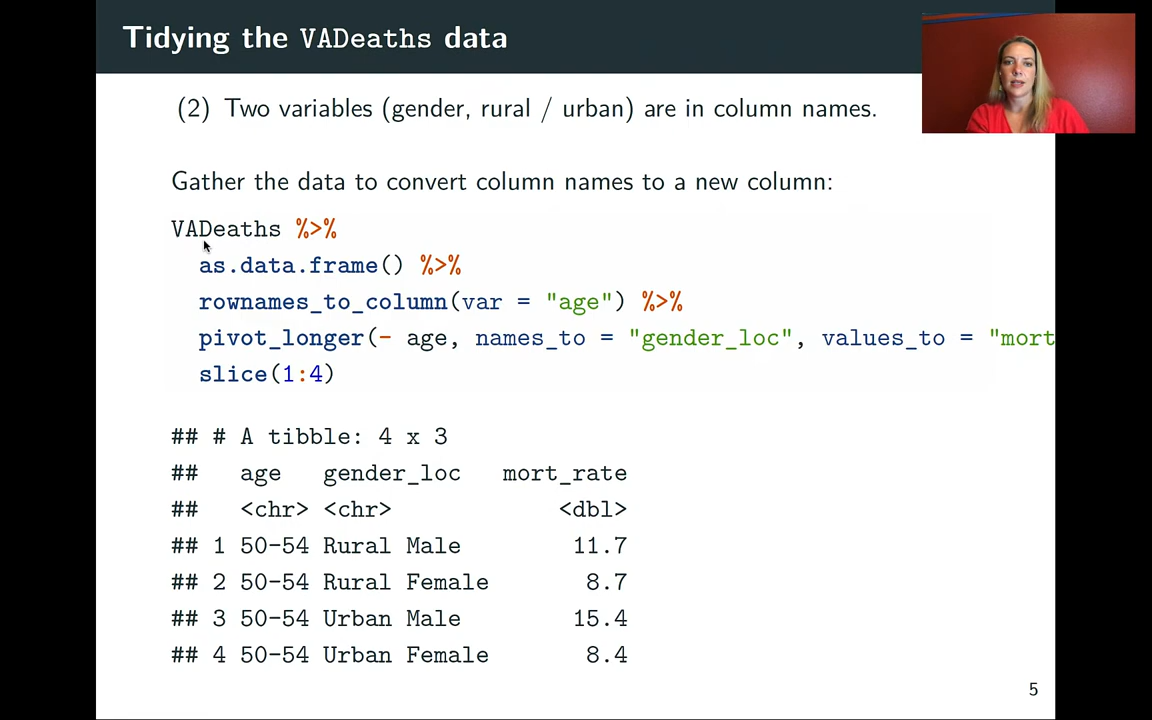 Tidying the VADeaths data
(2) Two variables (gender, rural / urban) are in column names.
Gather the data to convert column names to a new column:
VADeaths %>%
as.data.frame() %>%
rownames_to_column(var = "age") %>%
pivot_longer(- age, names_to = "gender_loc", values_to = "mort
slice(1:4)
## # A tibble: 4 x 3
## age gender_loc mort_rate
## <chr> <chr> <dbl>
## 1 50-54 Rural Male 11.7
## 2 50-54 Rural Female 8.7
## 3 50-54 Urban Male 15.4
## 4 50-54 Urban Female 8.4
5